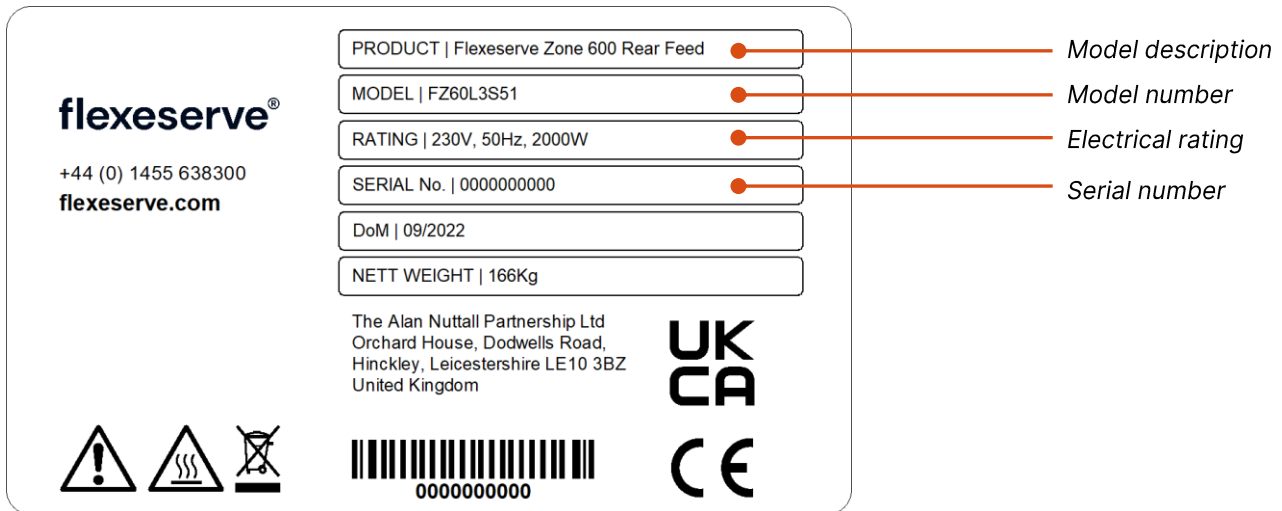 flexeserve®
+44 (0) 1455 638300
flexeserve.com
PRODUCT | Flexeserve Zone 600 Rear Feed
MODEL | FZ60L3S51
RATING | 230V, 50Hz, 2000W
SERIAL No. | 0000000000
DoM | 09/2022
NETT WEIGHT | 166Kg
The Alan Nuttall Partnership Ltd
Orchard House, Dodwells Road,
Hinckley, Leicestershire LE10 3BZ
United Kingdom
UK
CA
0000000000
CE
Model description
Model number
Electrical rating
Serial number